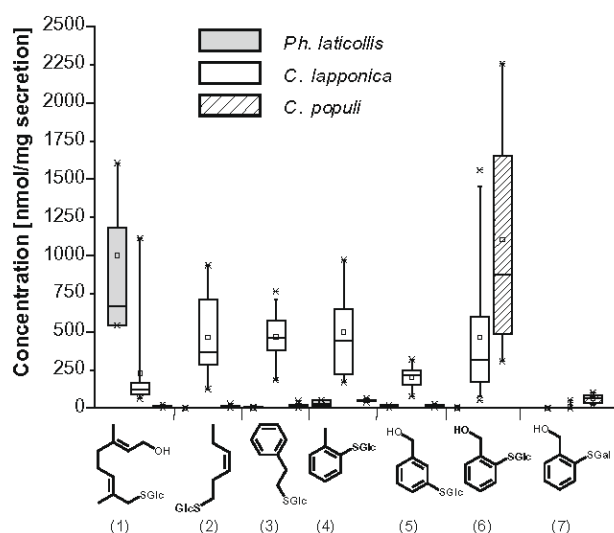 2500
2250
2000
1750
1500
1250
1000
750
500
250
0
Concentration [nmol/mg secretion]
Ph. laticollis
C. lapponica
C. populi
OH
SGlc
GlcS
SGlc
SGlc
HO
SGlc
HO
SGlc
HO
SGal
(1) (2) (3) (4) (5) (6) (7)